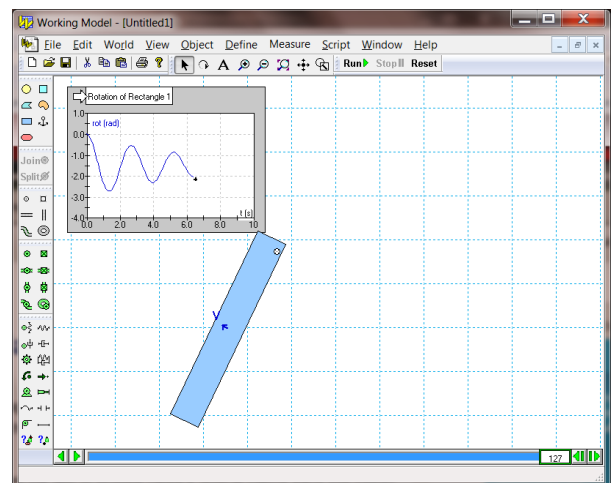 Working Model - [Untitled1]
File Edit World View Object Define Measure Script Window Help
A Run Stop Reset
Rotation of Rectangle 1
rot (rad)
1.0
0.0
-1.0
-2.0
-3.0
-4.0
t (s)
0.0 2.0 4.0 6.0 8.0 10
Join
Split
V
127